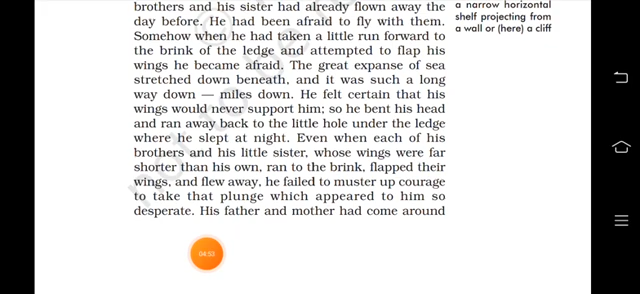 brothers and his sister had already flown away the
day before. He had been afraid to fly with them.
Somehow when he had taken a little run forward to
the brink of the ledge and attempted to flap his
wings he became afraid. The great expanse of sea
stretched down beneath, and it was such a long
way down — miles down. He felt certain that his
wings would never support him; so he bent his head
and ran away back to the little hole under the ledge
where he slept at night. Even when each of his
brothers and his little sister, whose wings were far
shorter than his own, ran to the brink, flapped their
wings, and flew away, he failed to muster up courage
to take that plunge which appeared to him so
desperate. His father and mother had come around
a narrow horizontal
shelf projecting from
a wall or (here) a cliff
not to be
04:53